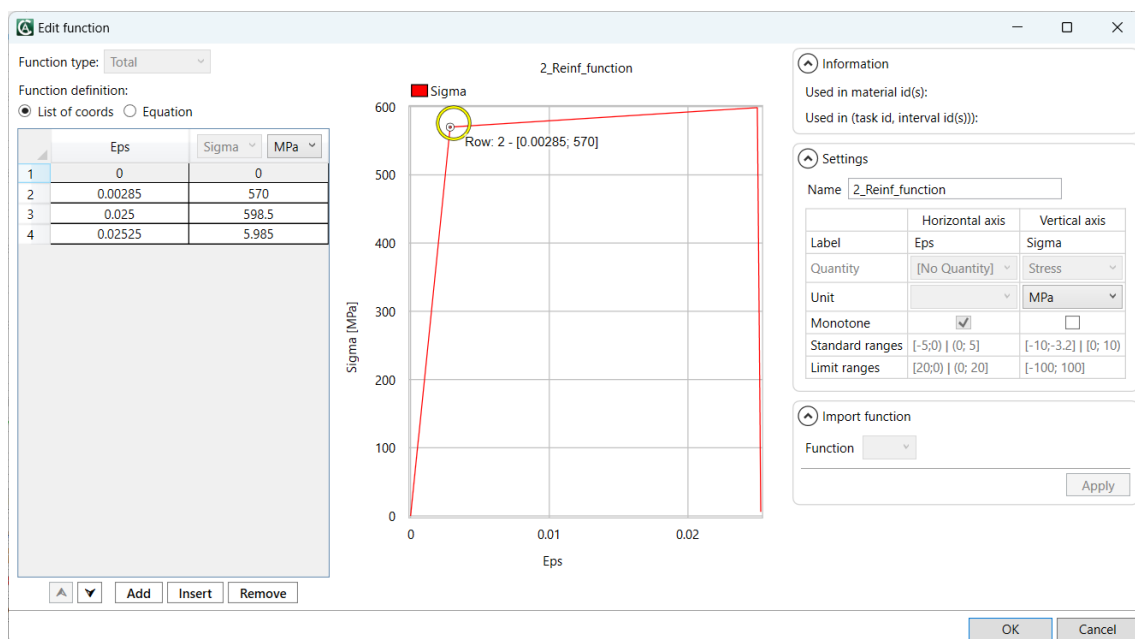 Edit function
Function type: Total
Function definition:
List of coords Equation
Eps Sigma MPa
1 0 0
2 0.00285 570
3 0.025 598.5
4 0.02525 5.985
Add Insert Remove
2_Reinf_function
Sigma
600
Row: 2 - [0.00285; 570]
500
400
300
200
100
0
Sigma [MPa]
0 0.01 0.02
Eps
Information
Used in material id(s):
Used in (task id, interval id(s))):
Settings
Name 2_Reinf_function
Horizontal axis Vertical axis
Label Eps Sigma
Quantity [No Quantity] Stress
Unit MPa
Monotone
Standard ranges [-5;0) | (0; 5] [-10;-3.2] | [0; 10)
Limit ranges [20;0) | (0; 20] [-100; 100]
Import function
Function
Apply
OK Cancel